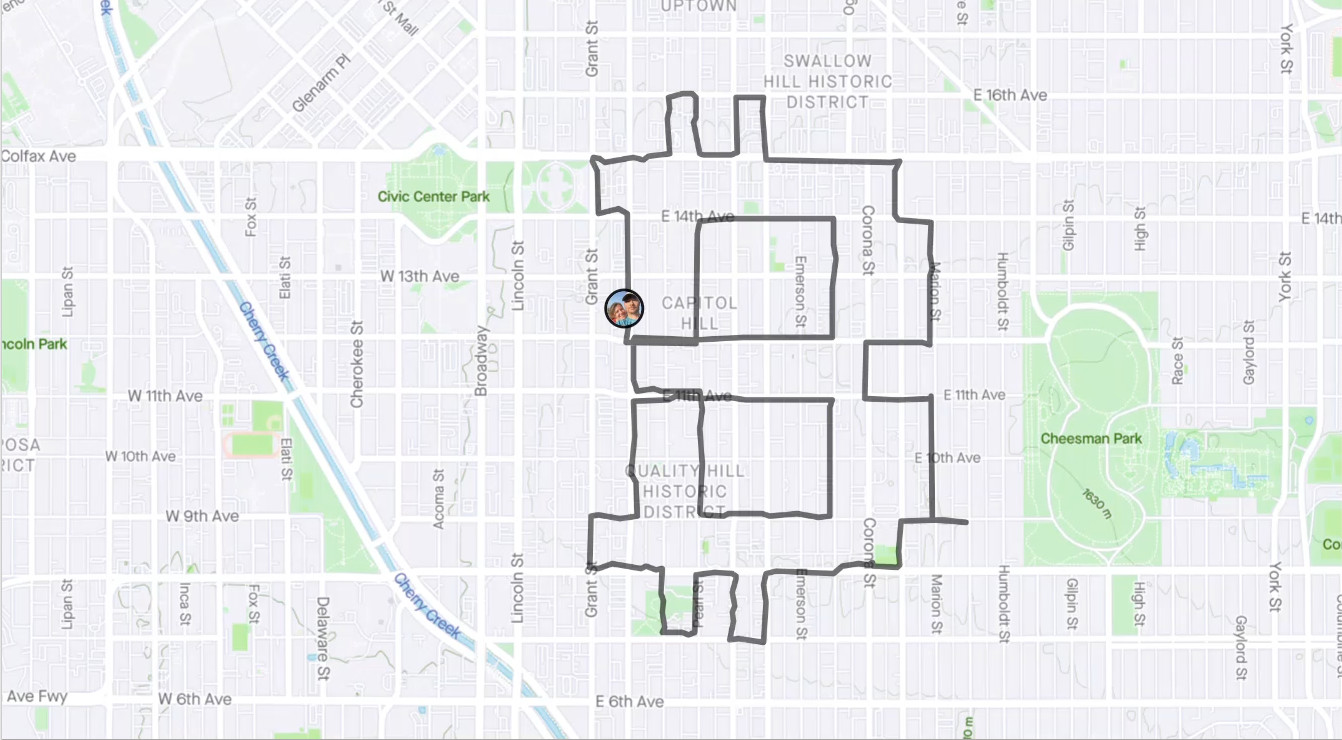 ek
St Mall
Grant St
UPTOWN
York St
Glenarm Pl
SWALLOW
HILL HISTORIC
DISTRICT
E 16th Ave
Colfax Ave
Civic Center Park
Fox St
E 14th Ave
Corona St
Gilpin St
High St
E 14th
Lipan St
Elati St
W 13th Ave
Lincoln St
Grant St
Emerson St
Marion St
Humboldt St
York St
Cherry Creek
CAPITOL
HILL
ncoln Park
Cherokee St
Broadway
Race St
Gaylord St
W 11th Ave
E 11th Ave
E 11th Ave
OSA
RICT
W 10th Ave
Elati St
Acoma St
QUALITY HILL
HISTORIC
DISTRICT
E 10th Ave
Cheesman Park
1630 m
W 9th Ave
Corona St
Co
Cherry Creek
Lipan St
Inca St
Fox St
Delaware St
Lincoln St
Grant St
Pearl St
Emerson St
Marion St
Humboldt St
Gilpin St
High St
York St
Gaylord St
Ave Fwy
W 6th Ave
E 6th Ave